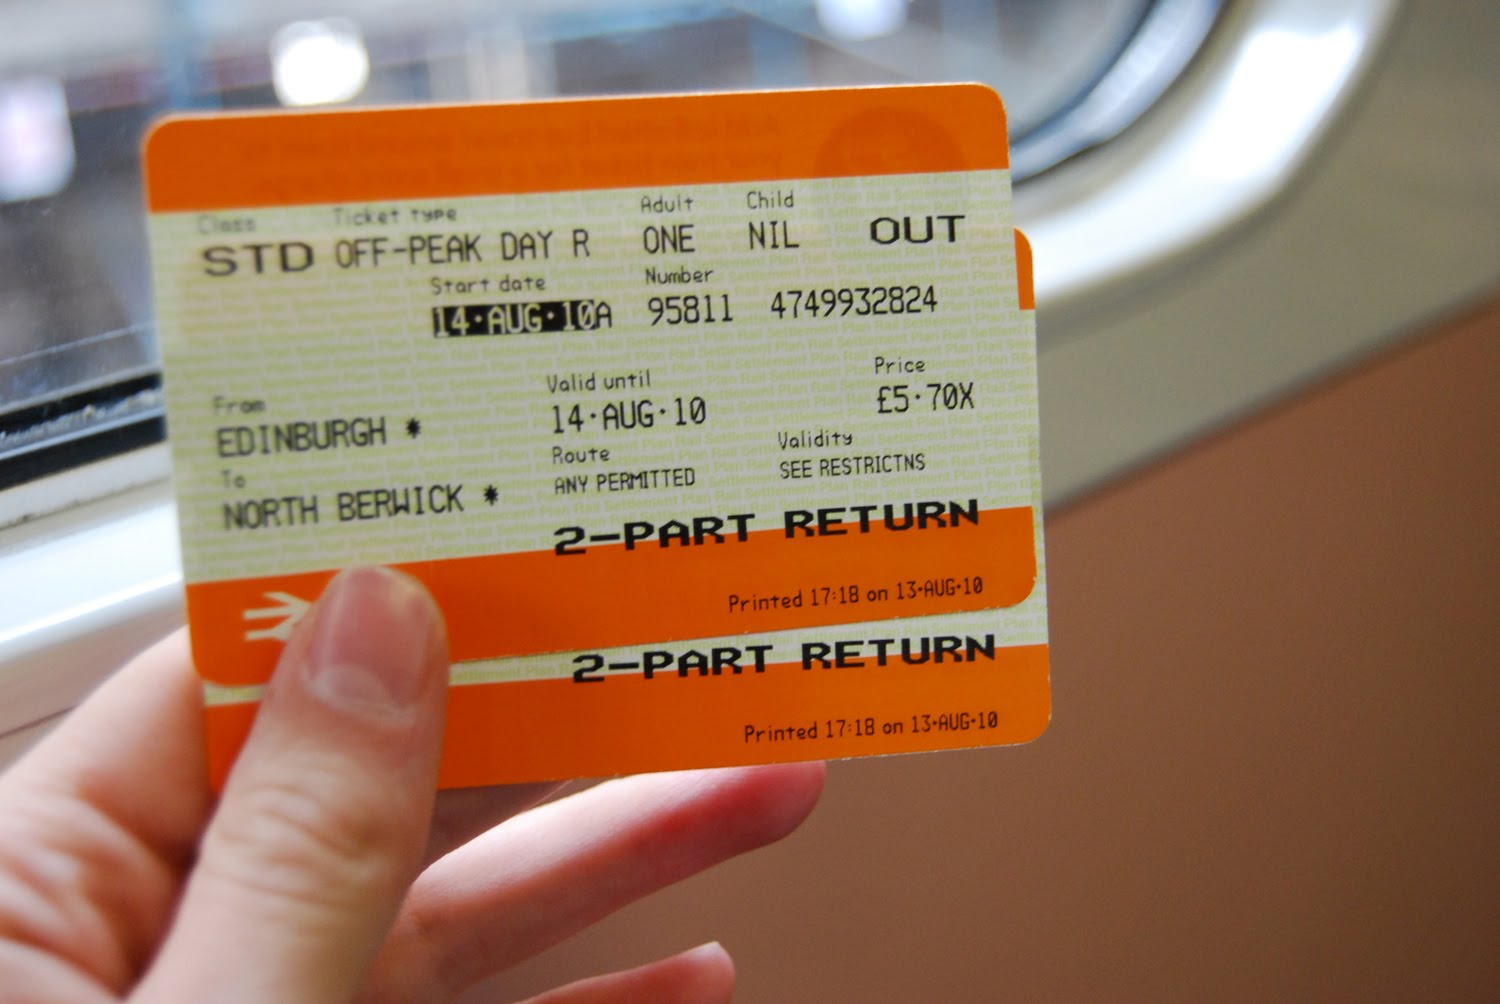 Class Ticket type Adult Child
STD OFF-PEAK DAY R ONE NIL OUT
Start date Number
14·AUG·10A 95811 4749932824
From Valid until Price
EDINBURGH * 14·AUG·10 £5·70X
To Route Validity
NORTH BERWICK * ANY PERMITTED SEE RESTRICTNS
2-PART RETURN
Printed 17:18 on 13·AUG·10
2-PART RETURN
Printed 17:18 on 13·AUG·10